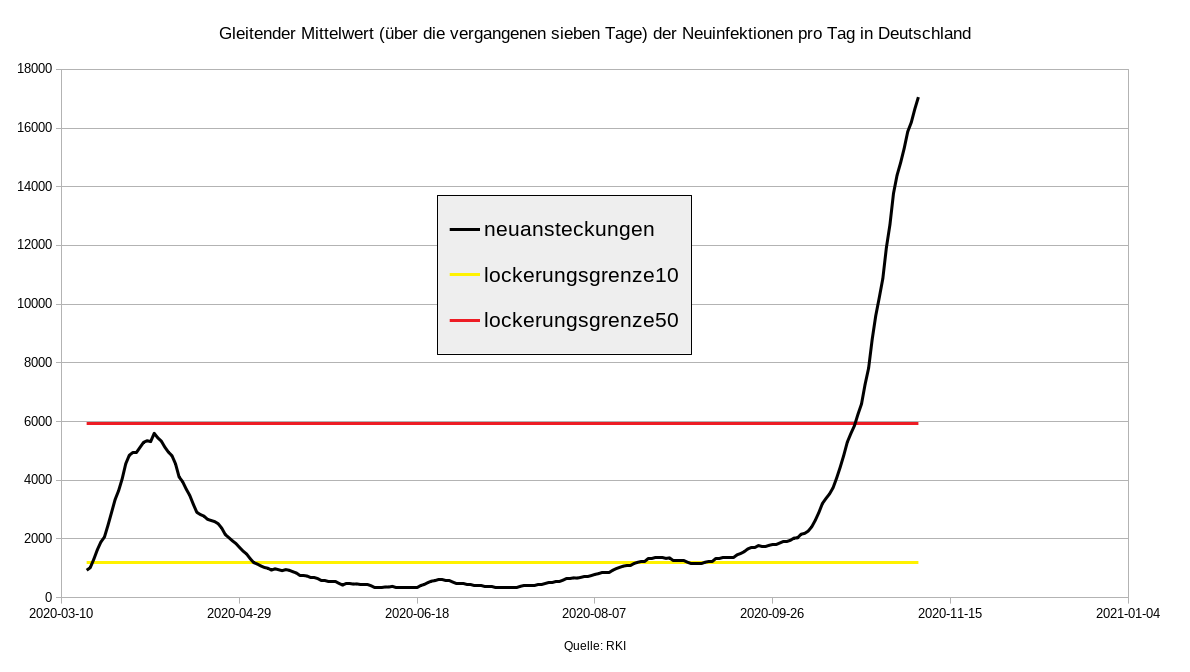 Gleitender Mittelwert (über die vergangenen sieben Tage) der Neuinfektionen pro Tag in Deutschland
18000
16000
14000
12000
10000
8000
6000
4000
2000
0
neuansteckungen
lockerungsgrenze10
lockerungsgrenze50
2020-03-10 2020-04-29 2020-06-18 2020-08-07 2020-09-26 2020-11-15 2021-01-04
Quelle: RKI